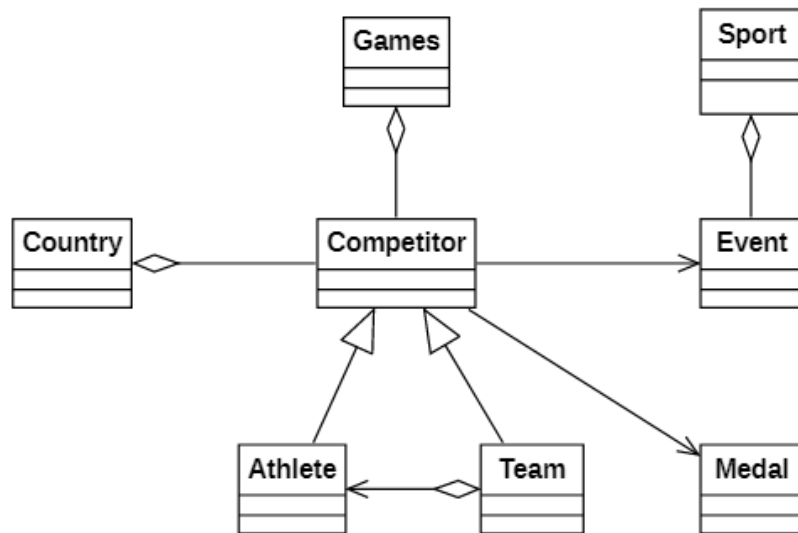 Games
Sport
Country
Competitor
Event
Athlete
Team
Medal